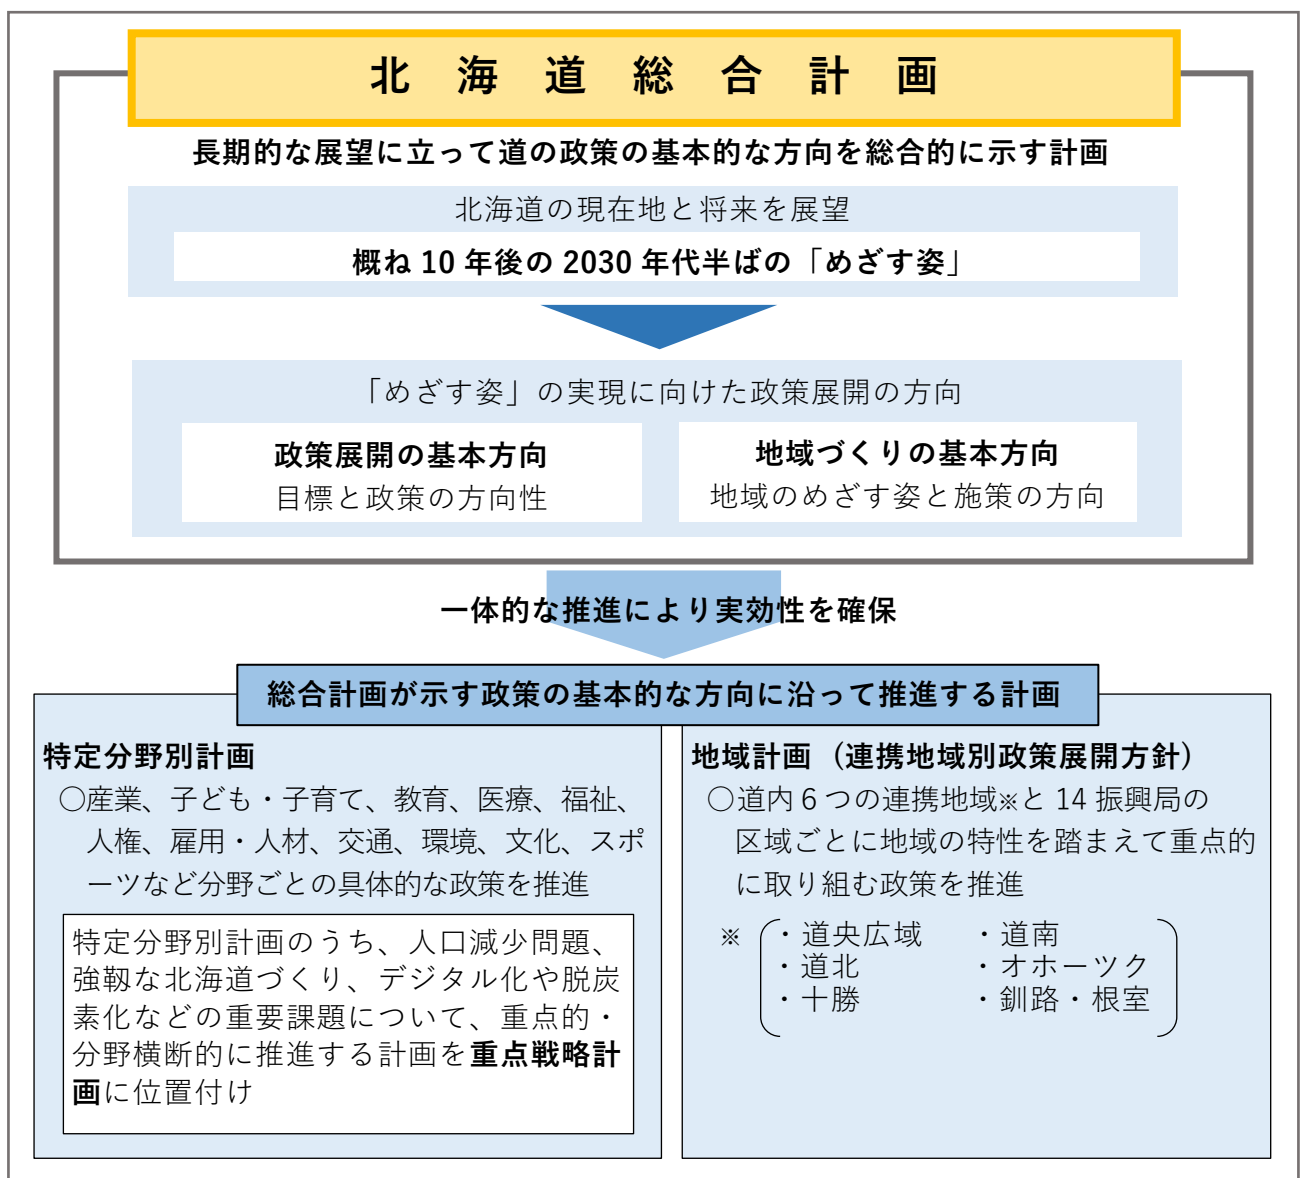 北海道総合計画
長期的な展望に立って道の政策の基本的な方向を総合的に示す計画
北海道の現在地と将来を展望
概ね 10 年後の 2030 年代半ばの「めざす姿」
「めざす姿」の実現に向けた政策展開の方向
政策展開の基本方向
目標と政策の方向性
地域づくりの基本方向
地域のめざす姿と施策の方向
一体的な推進により実効性を確保
総合計画が示す政策の基本的な方向に沿って推進する計画
特定分野別計画
○産業、子ども・子育て、教育、医療、福祉、
人権、雇用・人材、交通、環境、文化、スポ
ーツなど分野ごとの具体的な政策を推進
特定分野別計画のうち、人口減少問題、
強靱な北海道づくり、デジタル化や脱炭
素化などの重要課題について、重点的・
分野横断的に推進する計画を重点戦略計
画に位置付け
地域計画（連携地域別政策展開方針）
○道内６つの連携地域※と 14 振興局の
区域ごとに地域の特性を踏まえて重点的
に取り組む政策を推進
※ ・道央広域 ・道南
・道北 ・オホーツク
・十勝 ・釧路・根室